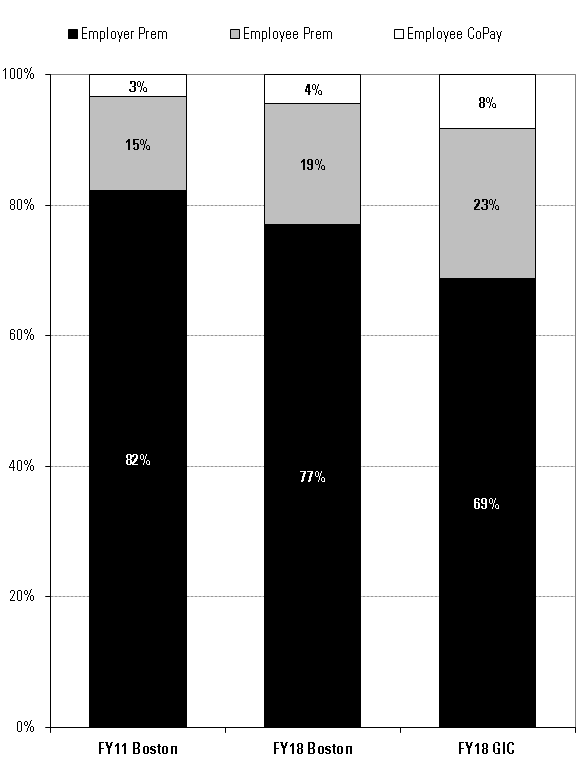 Employer Prem Employee Prem Employee CoPay
100%
3% 4% 8%
15% 19% 23%
80%
60%
82% 77% 69%
40%
20%
0%
FY11 Boston FY18 Boston FY18 GIC